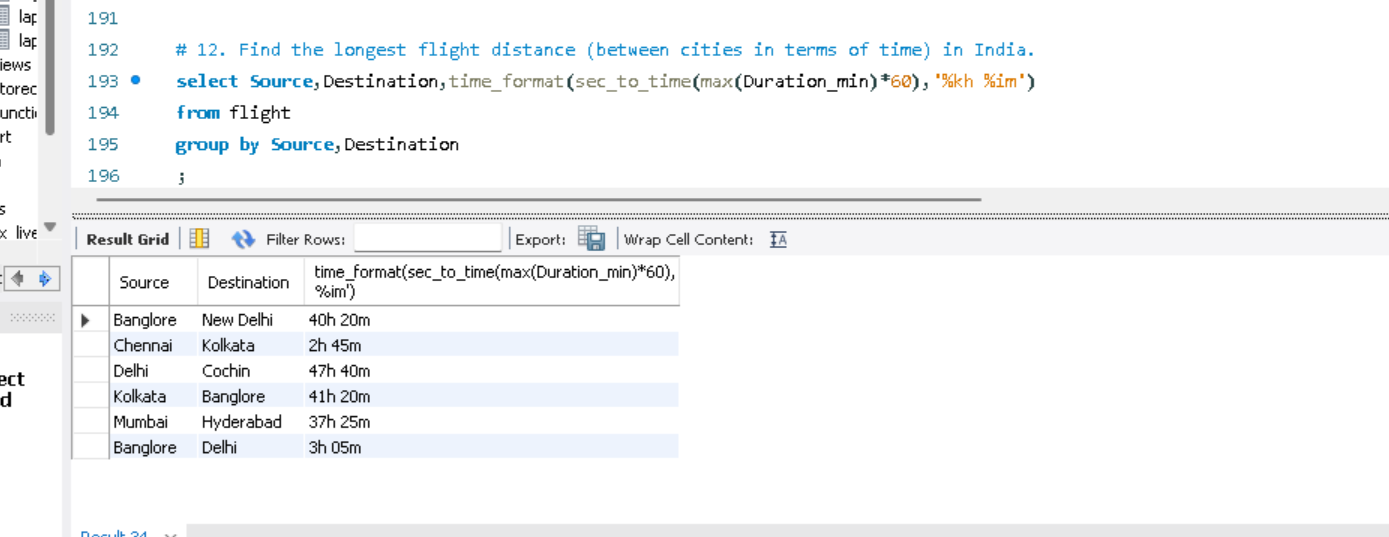 lap
191
lap
192 # 12. Find the longest flight distance (between cities in terms of time) in India.
iews
193 select Source,Destination,time_format(sec_to_time(max(Duration_min)*60),'%kh %im')
torec
194 from flight
uncti
rt
195 group by Source,Destination
196 ;
s
x live
Result Grid Filter Rows: Export: Wrap Cell Content: IA
Source Destination time_format(sec_to_time(max(Duration_min)*60),
%im')
Banglore New Delhi 40h 20m
Chennai Kolkata 2h 45m
Delhi Cochin 47h 40m
ect
Kolkata Banglore 41h 20m
d
Mumbai Hyderabad 37h 25m
Banglore Delhi 3h 05m